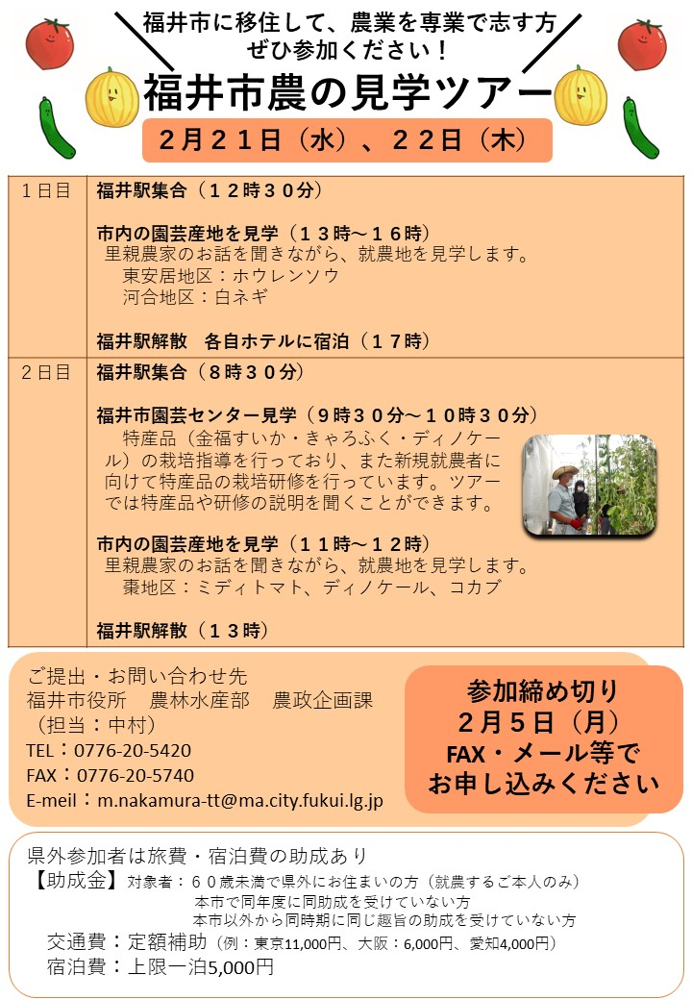 福井市に移住して、農業を専業で志す方
ぜひ参加ください！
福井市農の見学ツアー
２月２１日（水）、２２日（木）
１日目
福井駅集合（１２時３０分）
市内の園芸産地を見学（１３時～１６時）
里親農家のお話を聞きながら、就農地を見学します。
東安居地区：ホウレンソウ
河合地区：白ネギ
福井駅解散　各自ホテルに宿泊（１７時）
２日目
福井駅集合（８時３０分）
福井市園芸センター見学（９時３０分～１０時３０分）
特産品（金福すいか・きゃろふく・ディノケー
ル）の栽培指導を行っており、また新規就農者に
向けて特産品の栽培研修を行っています。ツアー
では特産品や研修の説明を聞くことができます。
市内の園芸産地を見学（１１時～１２時）
里親農家のお話を聞きながら、就農地を見学します。
棗地区：ミディトマト、ディノケール、コカブ
福井駅解散（１３時）
ご提出・お問い合わせ先
福井市役所　農林水産部　農政企画課
（担当：中村）
TEL：0776-20-5420
FAX：0776-20-5740
E-meil：m.nakamura-tt@ma.city.fukui.lg.jp
参加締め切り
２月５日（月）
FAX・メール等で
お申し込みください
県外参加者は旅費・宿泊費の助成あり
【助成金】対象者：６０歳未満で県外にお住まいの方（就農するご本人のみ）
本市で同年度に同助成を受けていない方
本市以外から同時期に同じ趣旨の助成を受けていない方
交通費：定額補助（例：東京11,000円、大阪：6,000円、愛知4,000円）
宿泊費：上限一泊5,000円